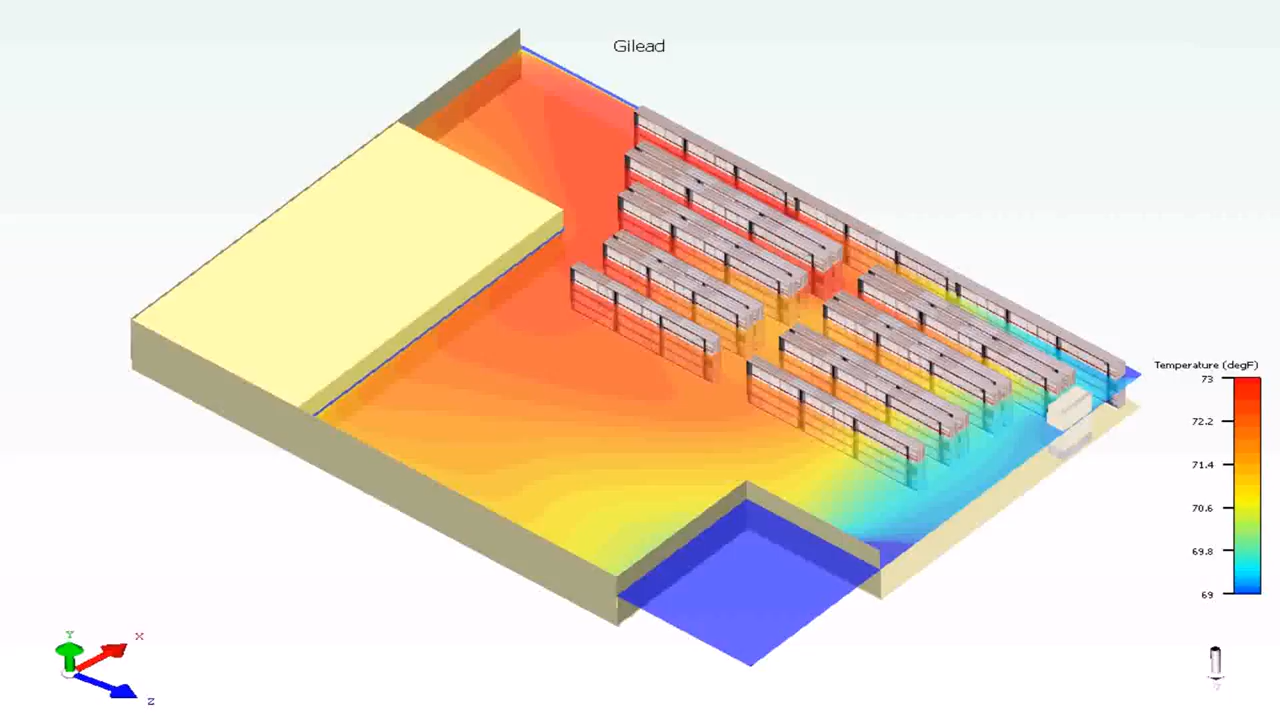 Gilead
Temperature (degF)
73
72.2
71.4
70.6
69.8
69
Y
X
Z